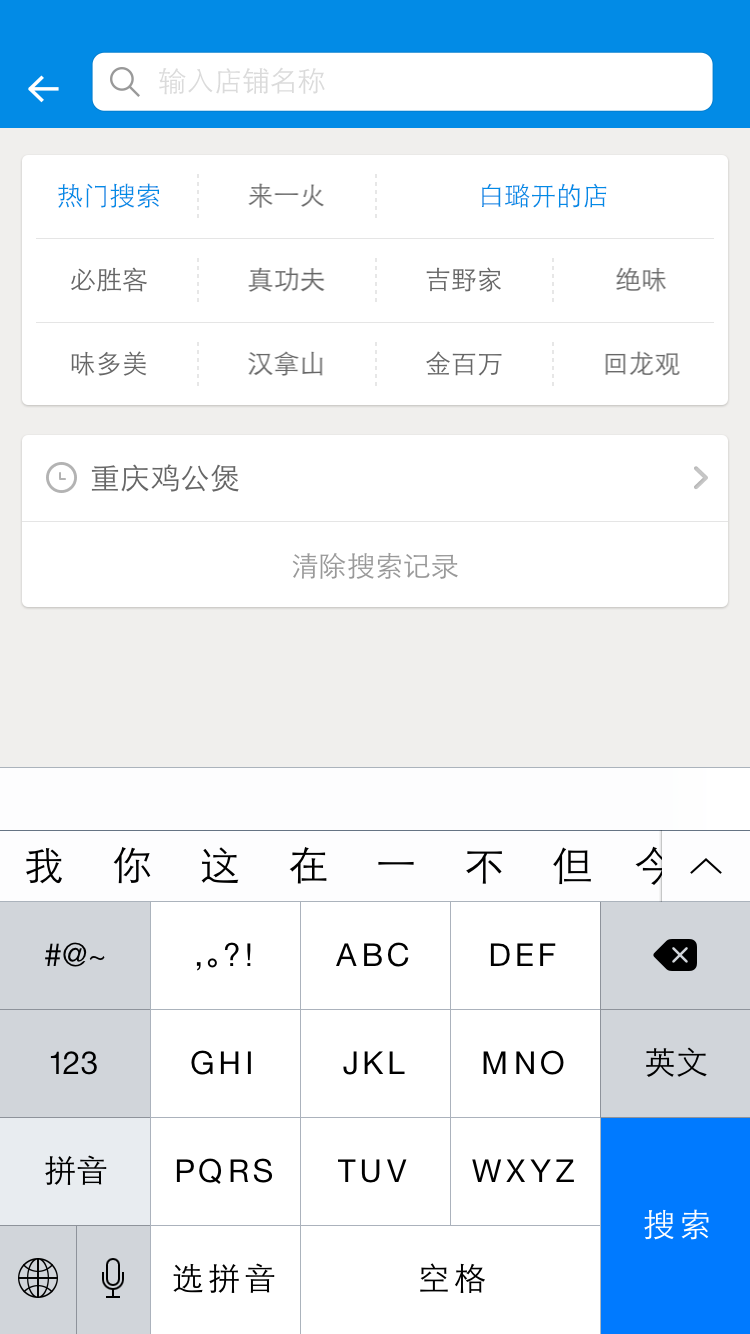 输入店铺名称
热门搜索 来一火 白璐开的店
必胜客 真功夫 吉野家 绝味
味多美 汉拿山 金百万 回龙观
重庆鸡公煲
清除搜索记录
我 你 这 在 一 不 但 今
#@~ ,。?! ABC DEF
123 GHI JKL MNO 英文
拼音 PQRS TUV WXYZ
搜索
选拼音 空格